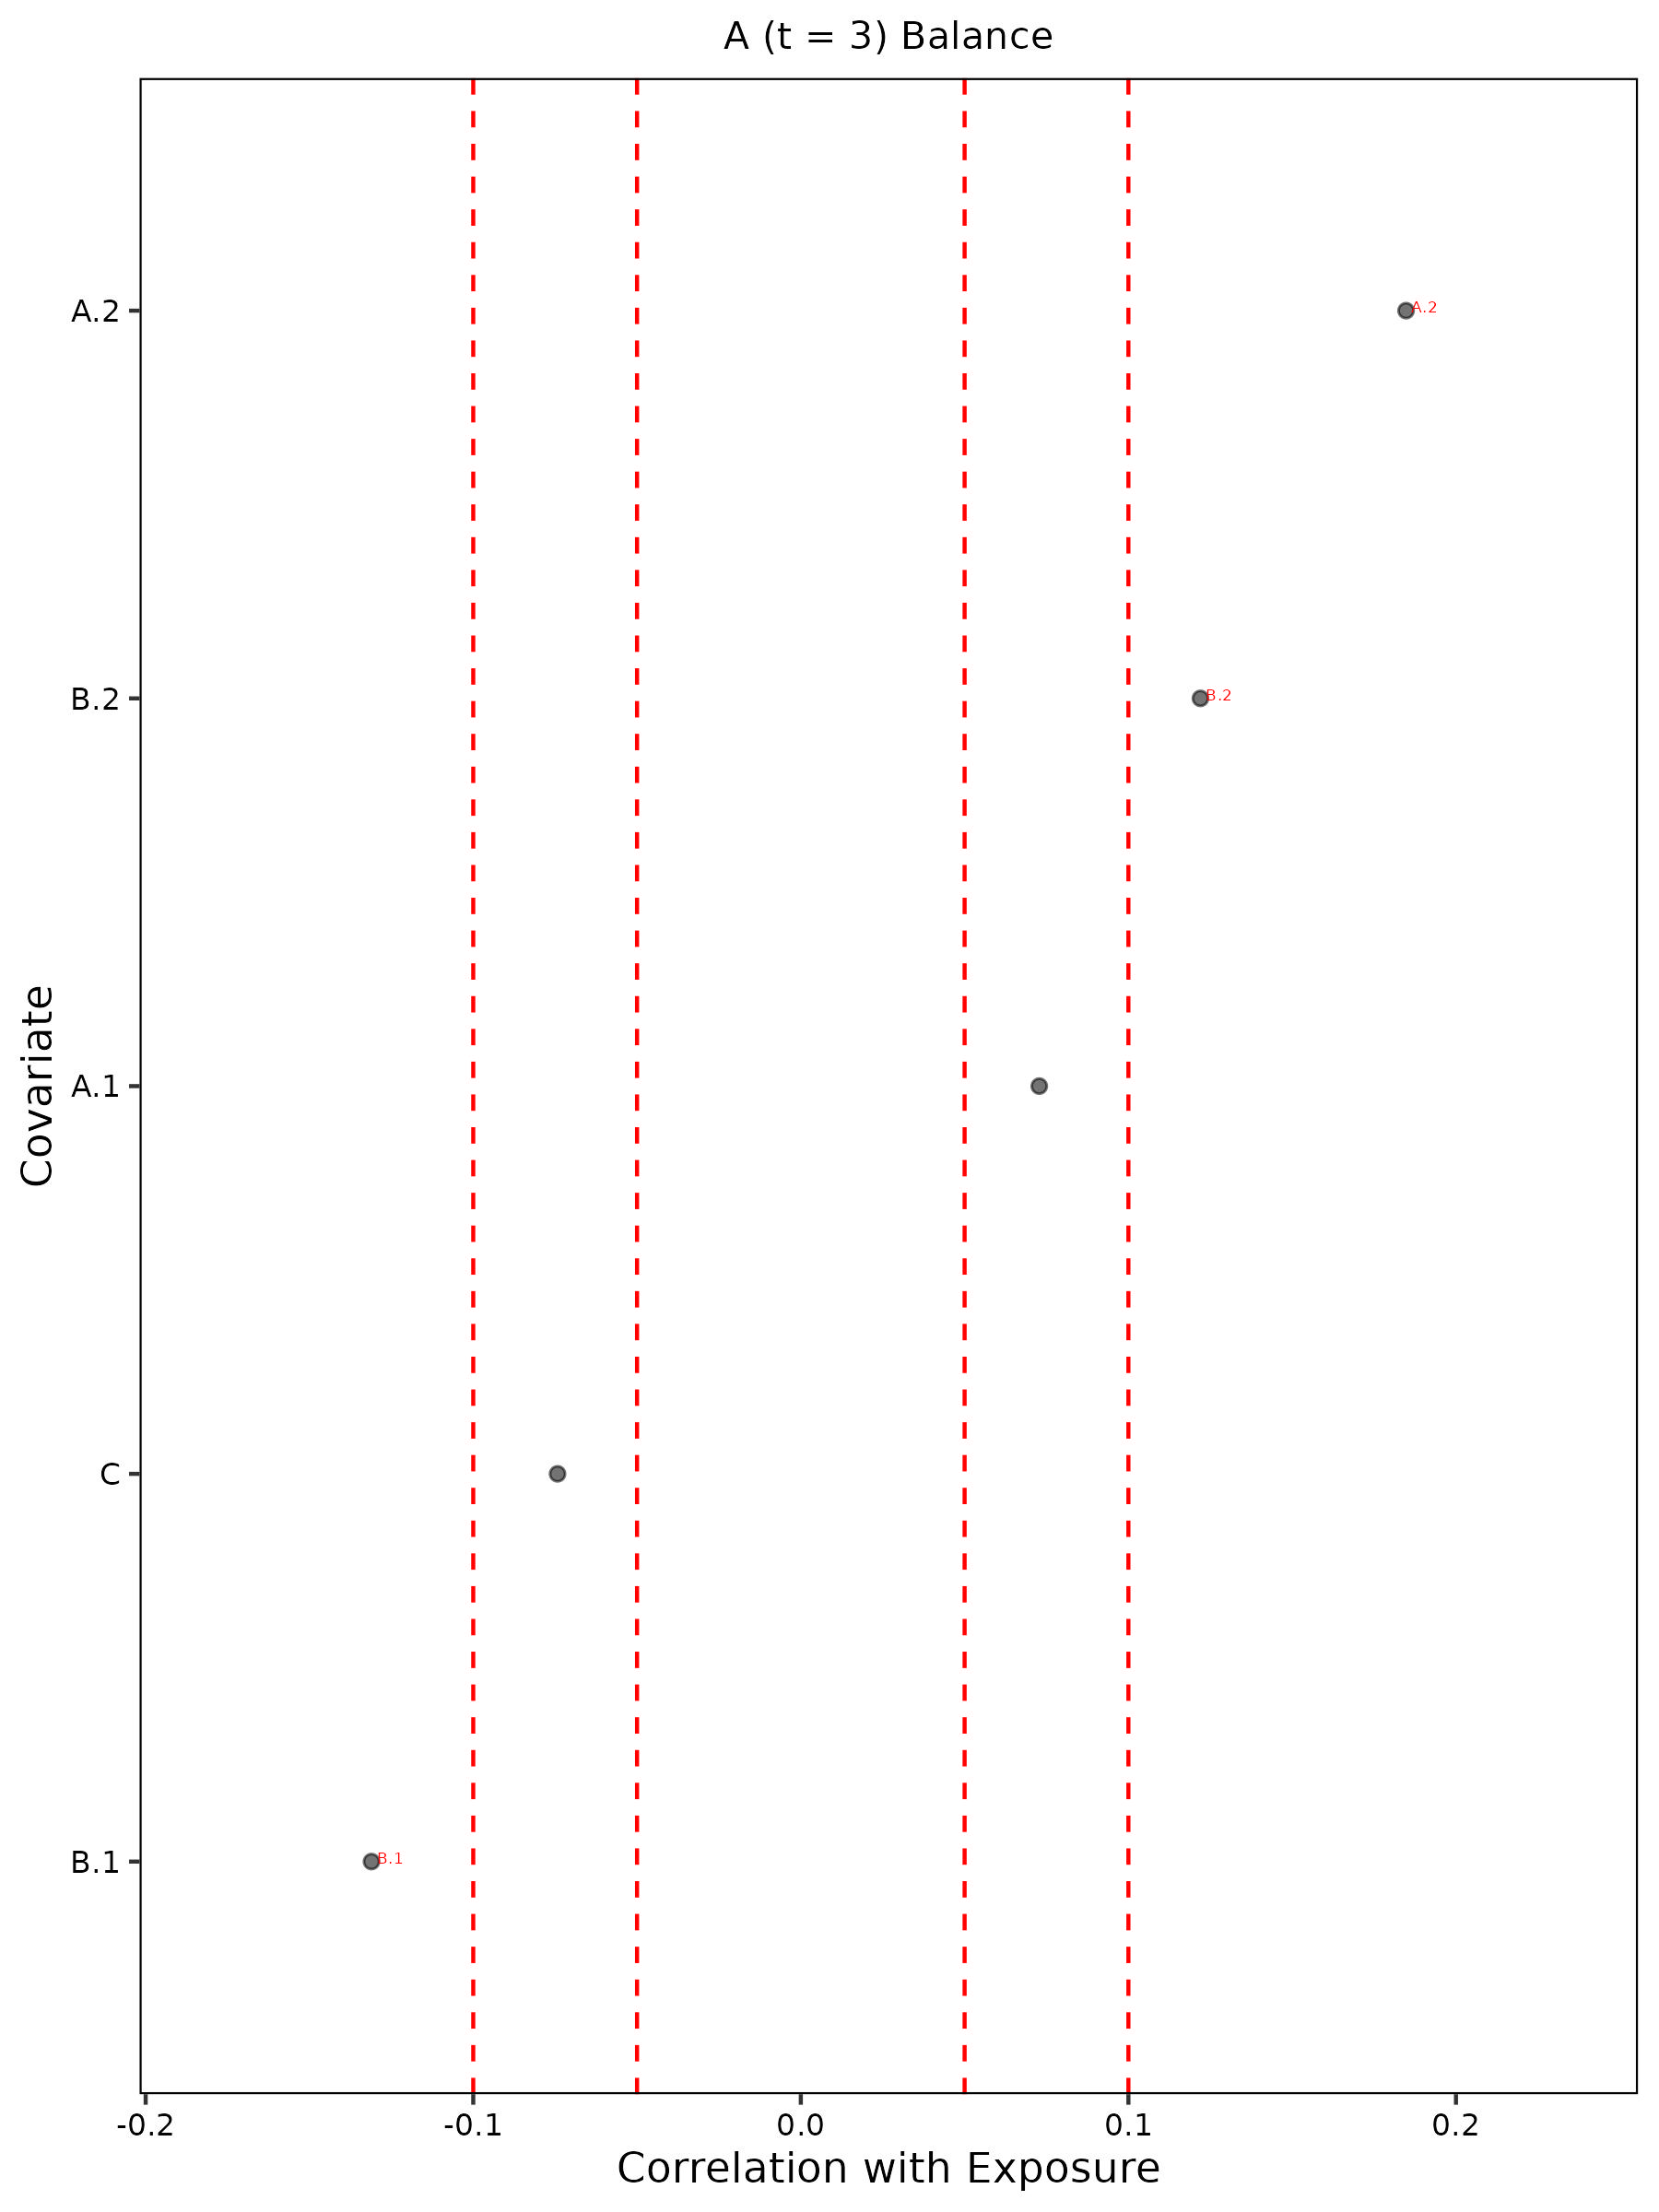 A (t = 3) Balance
A.2
A.2
B.2
B.2
A.1
C
B.1
B.1
Covariate
-0.2
-0.1
0.0
0.1
0.2
Correlation with Exposure